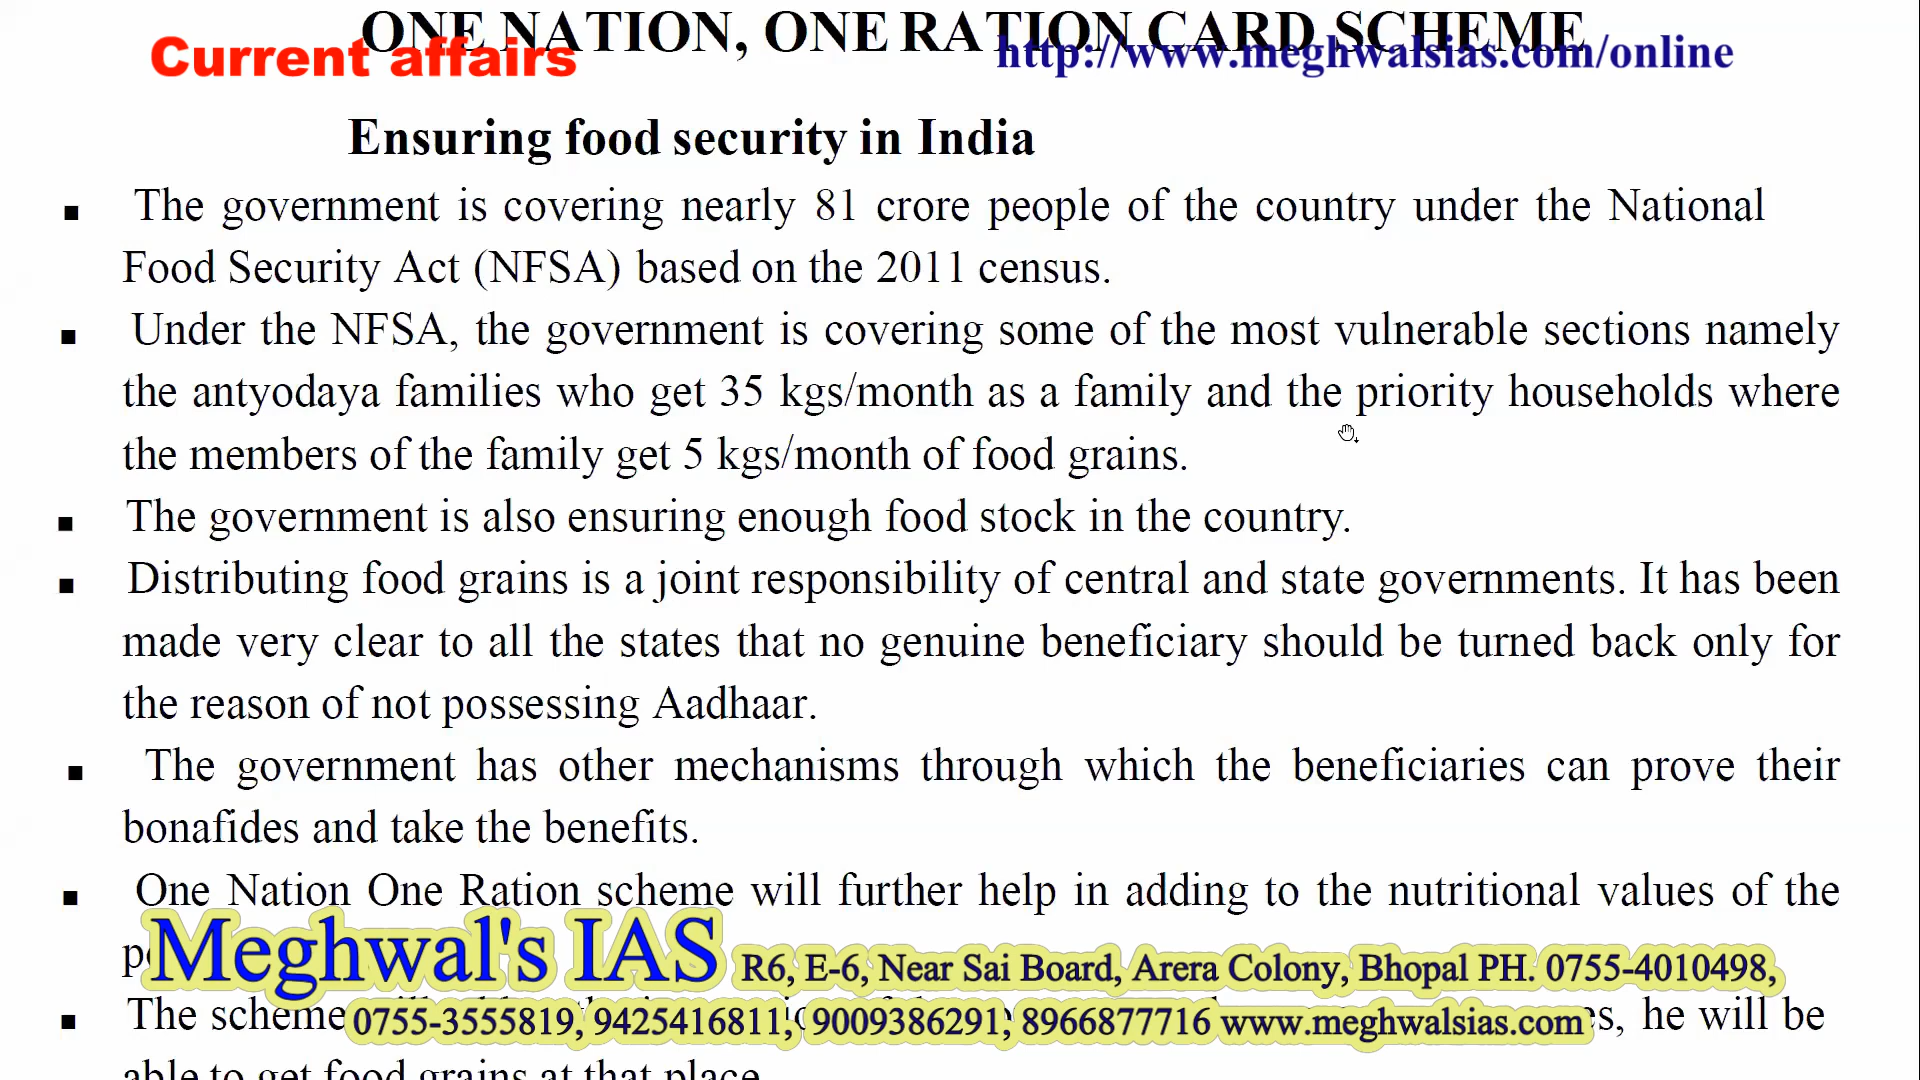 ONE NATION, ONE RATION CARD SCHEME
Current affairs
http://www.meghwalsias.com/online
Ensuring food security in India
▪ The government is covering nearly 81 crore people of the country under the National
Food Security Act (NFSA) based on the 2011 census.
▪ Under the NFSA, the government is covering some of the most vulnerable sections namely
the antyodaya families who get 35 kgs/month as a family and the priority households where
the members of the family get 5 kgs/month of food grains.
▪ The government is also ensuring enough food stock in the country.
▪ Distributing food grains is a joint responsibility of central and state governments. It has been
made very clear to all the states that no genuine beneficiary should be turned back only for
the reason of not possessing Aadhaar.
▪ The government has other mechanisms through which the beneficiaries can prove their
bonafides and take the benefits.
▪ One Nation One Ration scheme will further help in adding to the nutritional values of the
Meghwal's IAS R6, E-6, Near Sai Board, Arera Colony, Bhopal PH. 0755-4010498,
▪ The scheme he will be
0755-3555819, 9425416811, 9009386291, 8966877716 www.meghwalsias.com
able to get food grains at that place